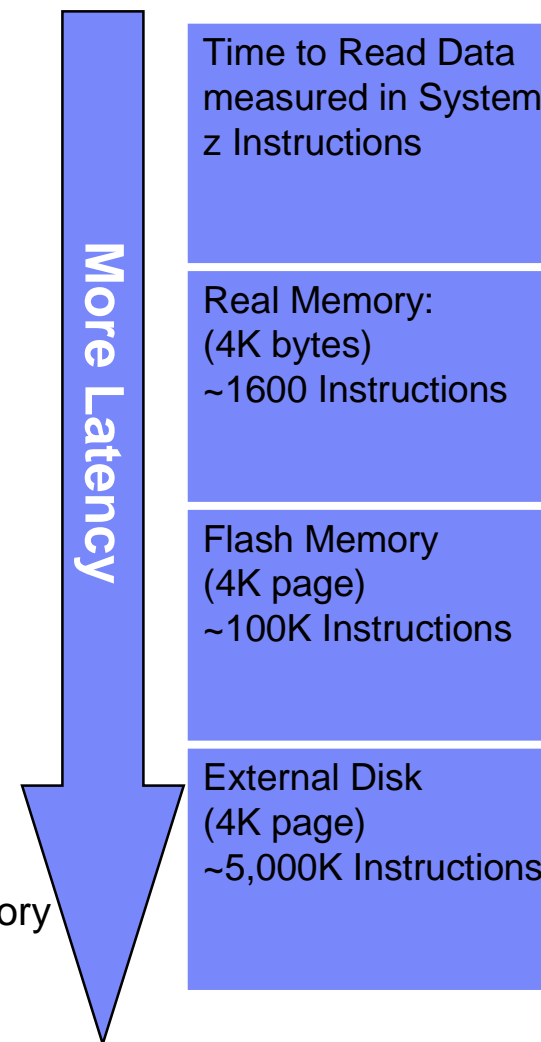 Time to Read Data
measured in System
z Instructions
More Latency
Real Memory:
(4K bytes)
~1600 Instructions
Flash Memory
(4K page)
~100K Instructions
External Disk
(4K page)
~5,000K Instructions
ory